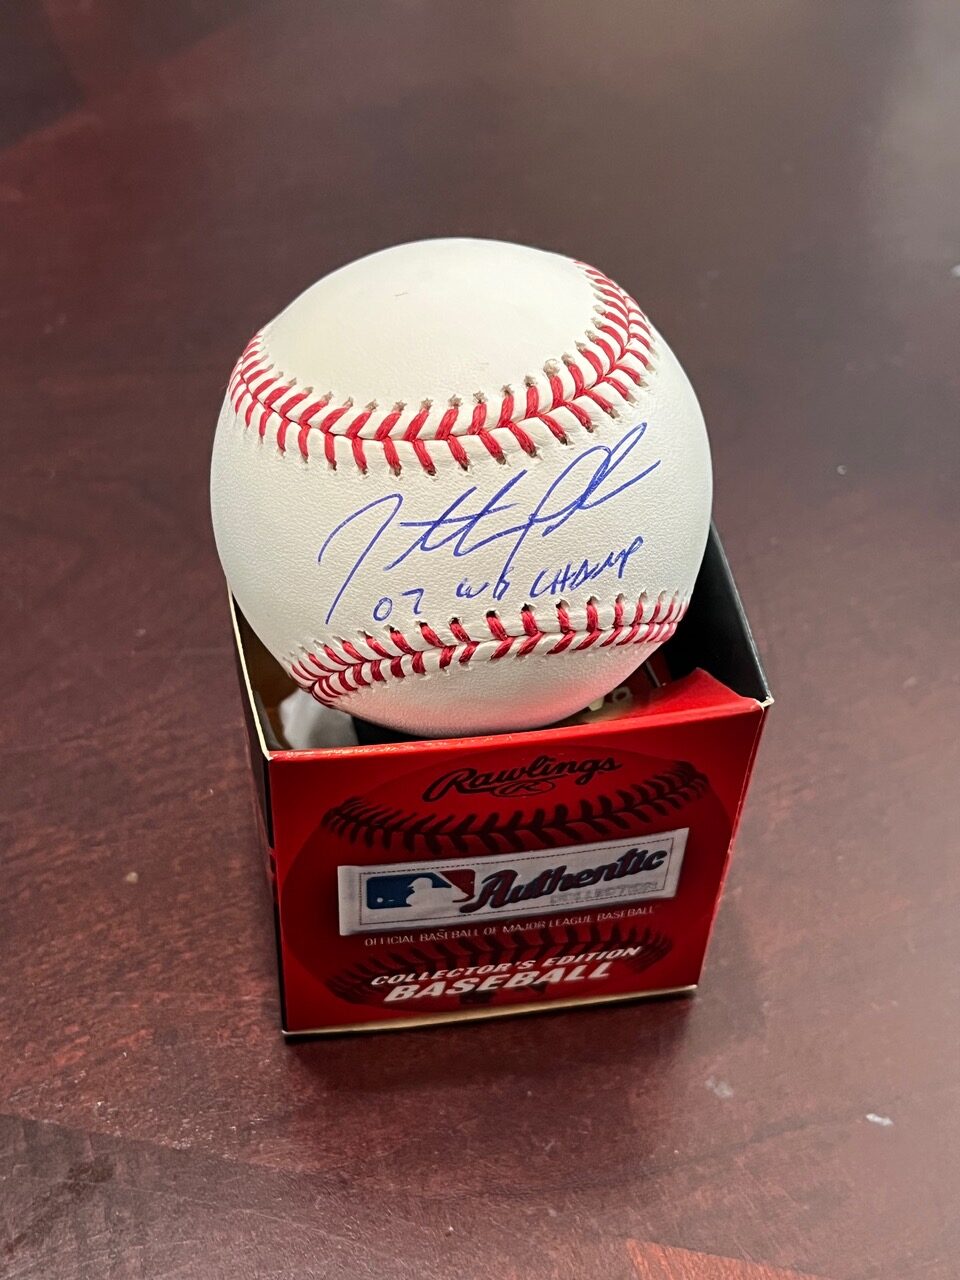 07 WS CHAMP
Rawlings
R
Authentic
COLLECTION
OFFICIAL BASEBALL OF MAJOR LEAGUE BASEBALL
COLLECTOR'S EDITION
BASEBALL